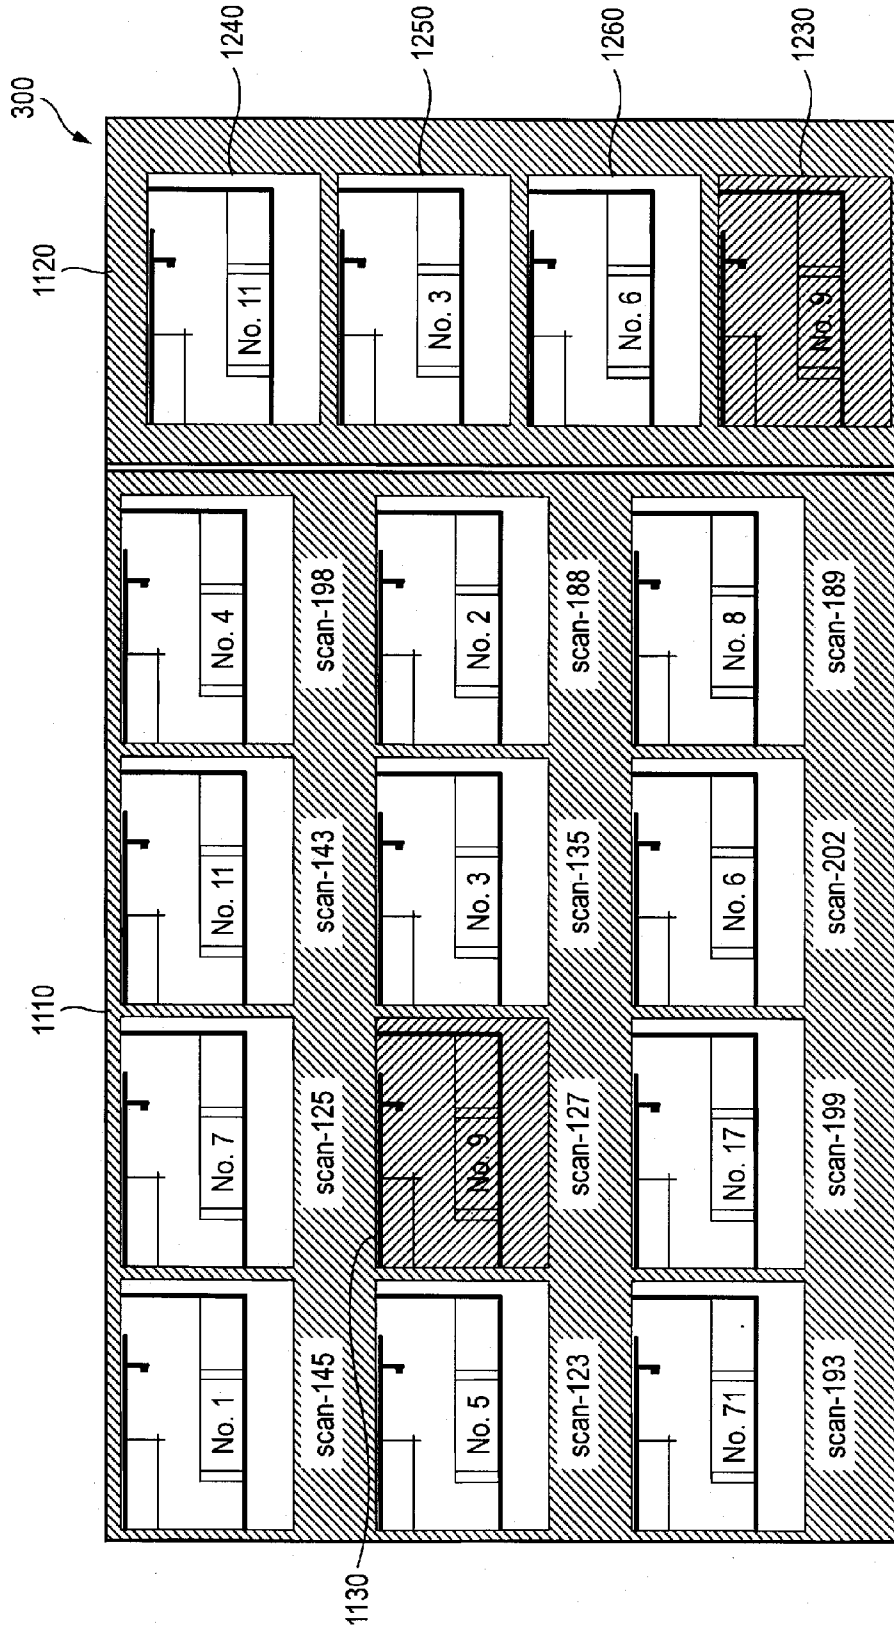 300
1110
1120
No. 1
No. 7
No. 11
No. 4
scan-145
scan-125
scan-143
scan-198
No. 5
No. 9
No. 3
No. 2
scan-123
scan-127
scan-135
scan-188
No. 71
No. 17
No. 6
No. 8
scan-193
scan-199
scan-202
scan-189
1130
No. 11
1240
No. 3
1250
No. 6
1260
No. 9
1230